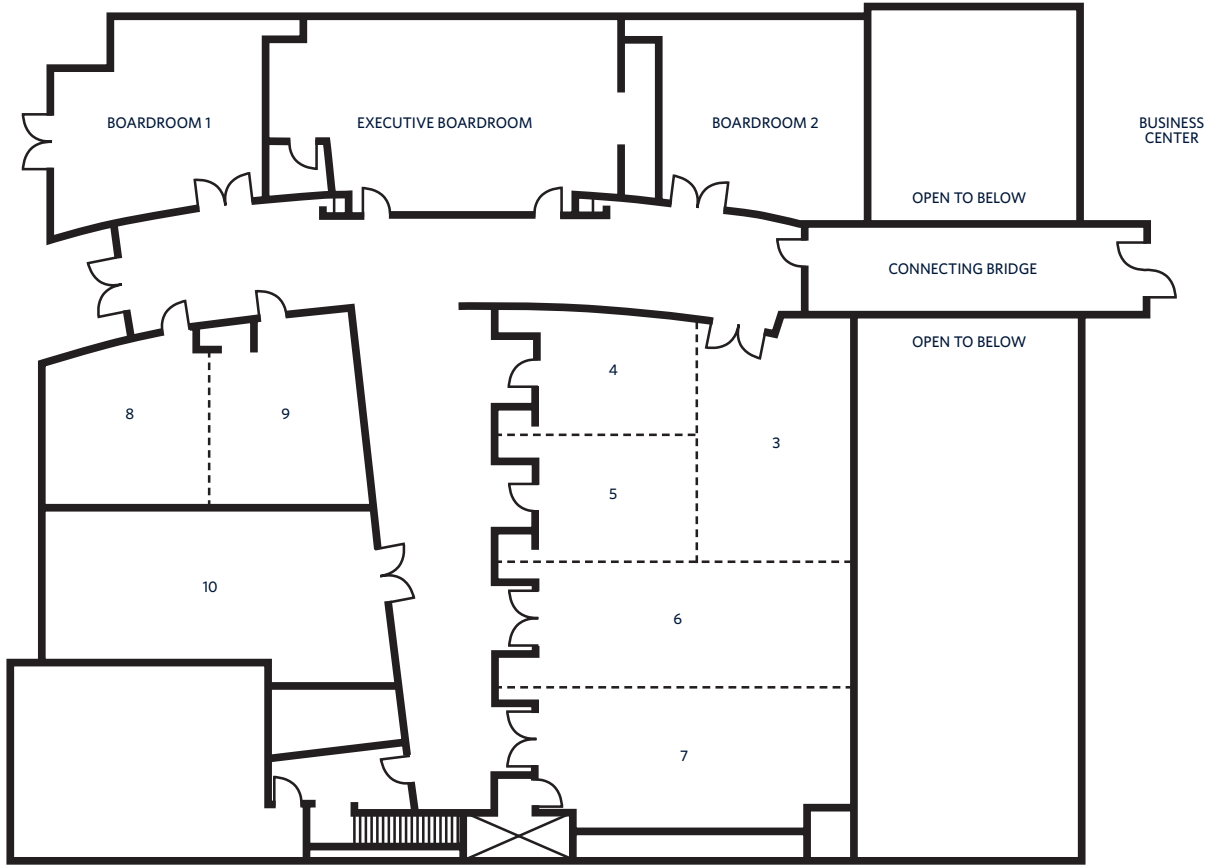 BOARDROOM 1
EXECUTIVE BOARDROOM
BOARDROOM 2
BUSINESS
CENTER
OPEN TO BELOW
CONNECTING BRIDGE
OPEN TO BELOW
4
8
9
3
5
10
6
7